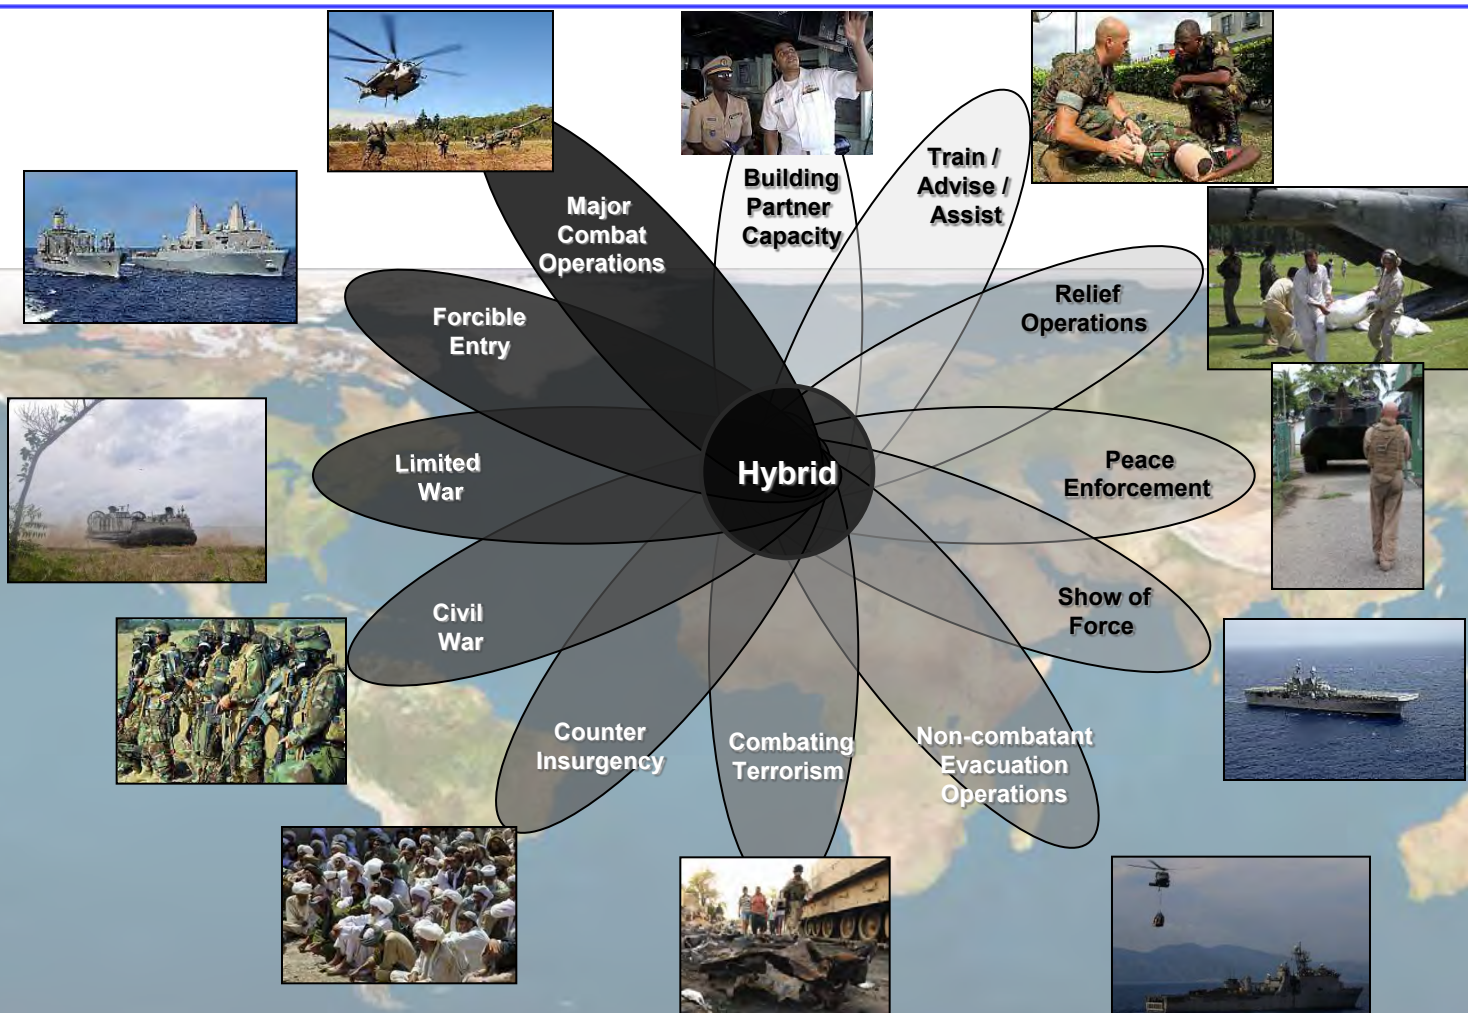 Major
Combat
Operations
Building
Partner
Capacity
Train /
Advise /
Assist
Relief
Operations
Forcible
Entry
Limited
War
Hybrid
Peace
Enforcement
Civil
War
Show of
Force
Counter
Insurgency
Combating
Terrorism
Non-combatant
Evacuation
Operations